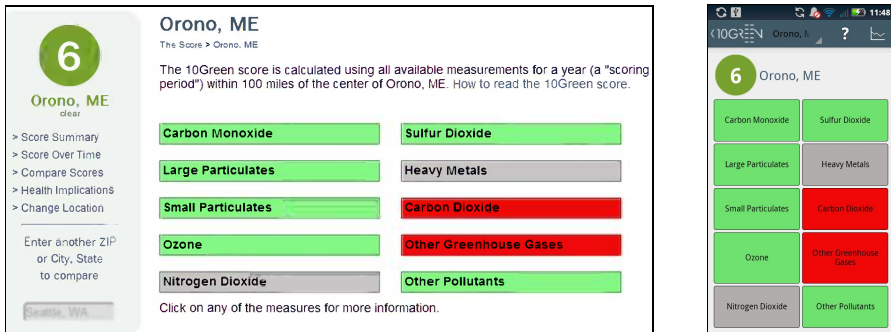 6
Orono, ME
clear
> Score Summary
> Score Over Time
> Compare Scores
> Health Implications
> Change Location
Enter another ZIP
or City, State
to compare
Seattle, WA
Orono, ME
The Score > Orono, ME
The 10Green score is calculated using all available measurements for a year (a "scoring
period") within 100 miles of the center of Orono, ME. How to read the 10Green score.
Carbon Monoxide
Sulfur Dioxide
Large Particulates
Heavy Metals
Small Particulates
Carbon Dioxide
Ozone
Other Greenhouse Gases
Nitrogen Dioxide
Other Pollutants
Click on any of the measures for more information.
11:48
10GREEN Orono, ?
6 Orono, ME
Carbon Monoxide
Sulfur Dioxide
Large Particulates
Heavy Metals
Small Particulates
Carbon Dioxide
Ozone
Other Greenhouse
Gases
Nitrogen Dioxide
Other Pollutants